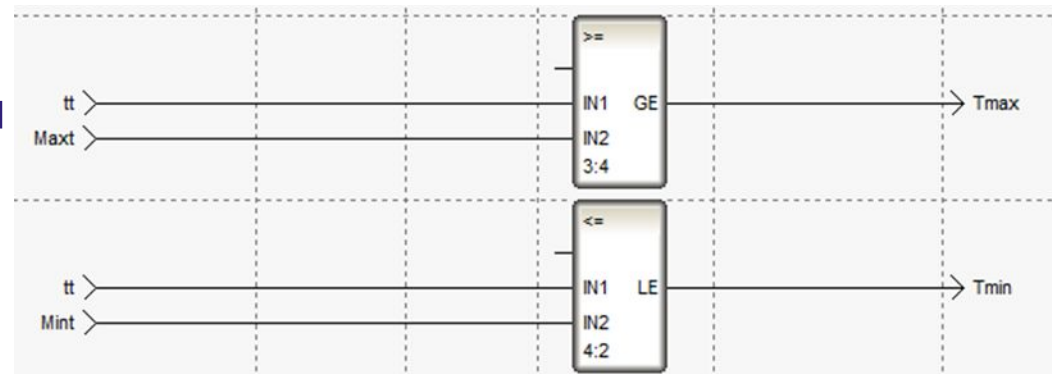 >=
tt IN1 GE Tmax
Maxt IN2
3:4
<=
tt IN1 LE Tmin
Mint IN2
4:2